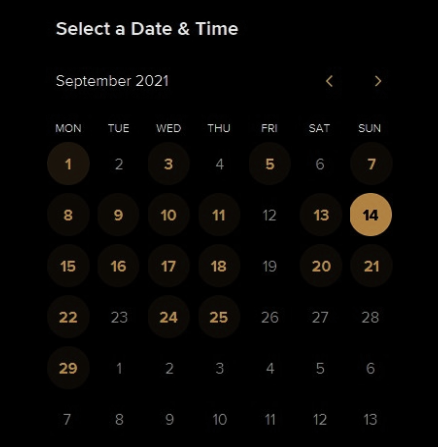 Select a Date & Time
September 2021
MON TUE WED THU FRI SAT SUN
1 2 3 4 5 6 7
8 9 10 11 12 13 14
15 16 17 18 19 20 21
22 23 24 25 26 27 28
29 1 2 3 4 5 6
7 8 9 10 11 12 13